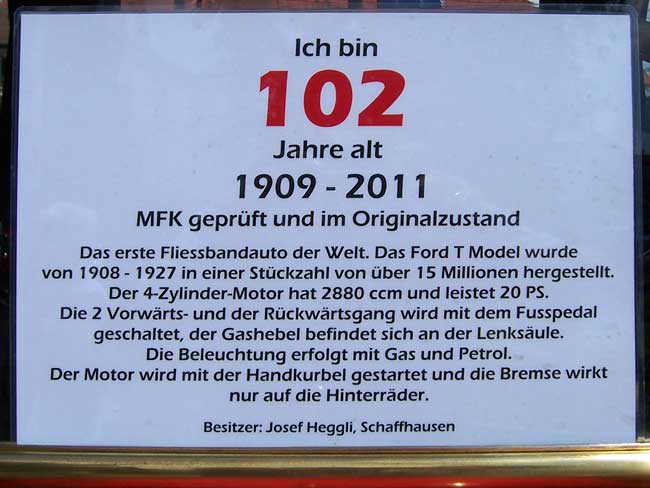 Ich bin
102
Jahre alt
1909 - 2011
MFK geprüft und im Originalzustand
Das erste Fliessbandauto der Welt. Das Ford T Model wurde
von 1908 - 1927 in einer Stückzahl von über 15 Millionen hergestellt.
Der 4-Zylinder-Motor hat 2880 ccm und leistet 20 PS.
Die 2 Vorwärts- und der Rückwärtsgang wird mit dem Fusspedal
geschaltet, der Gashebel befindet sich an der Lenksäule.
Die Beleuchtung erfolgt mit Gas und Petrol.
Der Motor wird mit der Handkurbel gestartet und die Bremse wirkt
nur auf die Hinterräder.
Besitzer: Josef Heggli, Schaffhausen